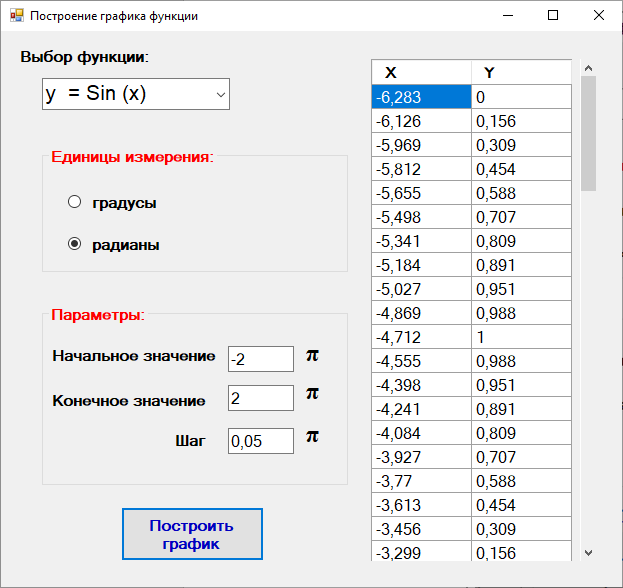 Построение графика функции
Выбор функции:
y = Sin (x)
Единицы измерения:
градусы
радианы
Параметры:
Начальное значение -2 π
Конечное значение 2 π
Шаг 0,05 π
Построить
график
X Y
-6,283 0
-6,126 0,156
-5,969 0,309
-5,812 0,454
-5,655 0,588
-5,498 0,707
-5,341 0,809
-5,184 0,891
-5,027 0,951
-4,869 0,988
-4,712 1
-4,555 0,988
-4,398 0,951
-4,241 0,891
-4,084 0,809
-3,927 0,707
-3,77 0,588
-3,613 0,454
-3,456 0,309
-3,299 0,156